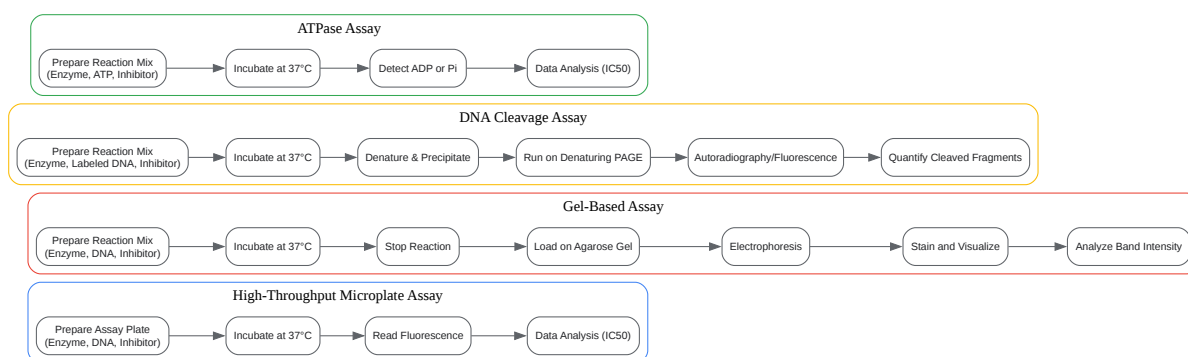 ATPase Assay
Prepare Reaction Mix
(Enzyme, ATP, Inhibitor)
Incubate at 37°C
Detect ADP or Pi
Data Analysis (IC50)
DNA Cleavage Assay
Prepare Reaction Mix
(Enzyme, Labeled DNA, Inhibitor)
Incubate at 37°C
Denature & Precipitate
Run on Denaturing PAGE
Autoradiography/Fluorescence
Quantify Cleaved Fragments
Gel-Based Assay
Prepare Reaction Mix
(Enzyme, DNA, Inhibitor)
Incubate at 37°C
Stop Reaction
Load on Agarose Gel
Electrophoresis
Stain and Visualize
Analyze Band Intensity
High-Throughput Microplate Assay
Prepare Assay Plate
(Enzyme, DNA, Inhibitor)
Incubate at 37°C
Read Fluorescence
Data Analysis (IC50)